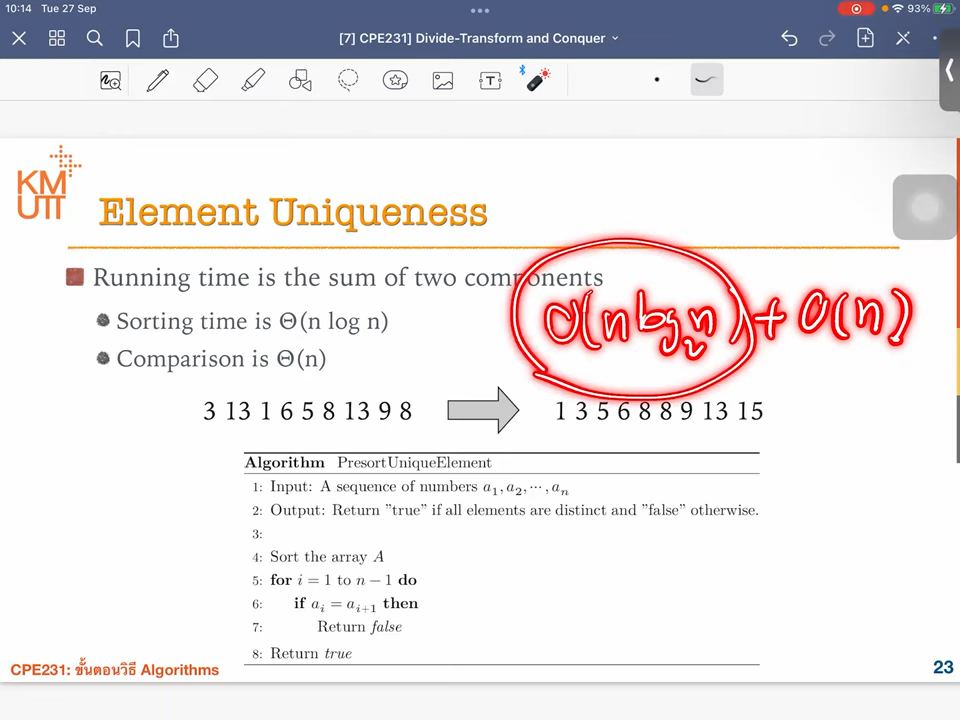 10:14 Tue 27 Sep
93%
[7] CPE231] Divide-Transform and Conquer
T
KM
UTT
Element Uniqueness
Running time is the sum of two components
Sorting time is Θ(n log n)
O(n log₂n) + O(n)
Comparison is Θ(n)
3 13 1 6 5 8 13 9 8
1 3 5 6 8 8 9 13 15
Algorithm PresortUniqueElement
1: Input: A sequence of numbers a₁, a₂, ⋯, aₙ
2: Output: Return "true" if all elements are distinct and "false" otherwise.
3:
4: Sort the array A
5: for i = 1 to n − 1 do
6: if aᵢ = aᵢ₊₁ then
7: Return false
8: Return true
CPE231: ขั้นตอนวิธี Algorithms
23